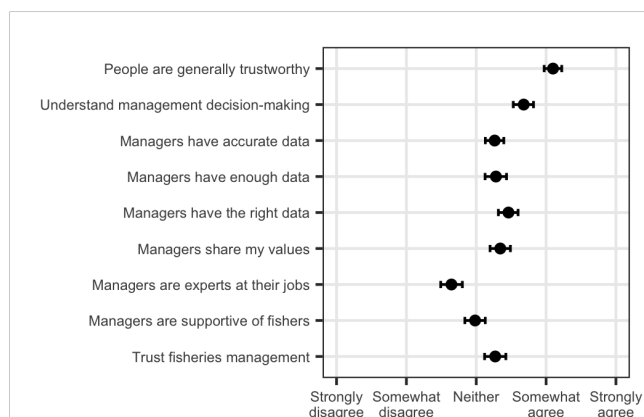 People are generally trustworthy
Understand management decision-making
Managers have accurate data
Managers have enough data
Managers have the right data
Managers share my values
Managers are experts at their jobs
Managers are supportive of fishers
Trust fisheries management
Strongly Somewhat Neither Somewhat Strongly
disagree disagree agree agree